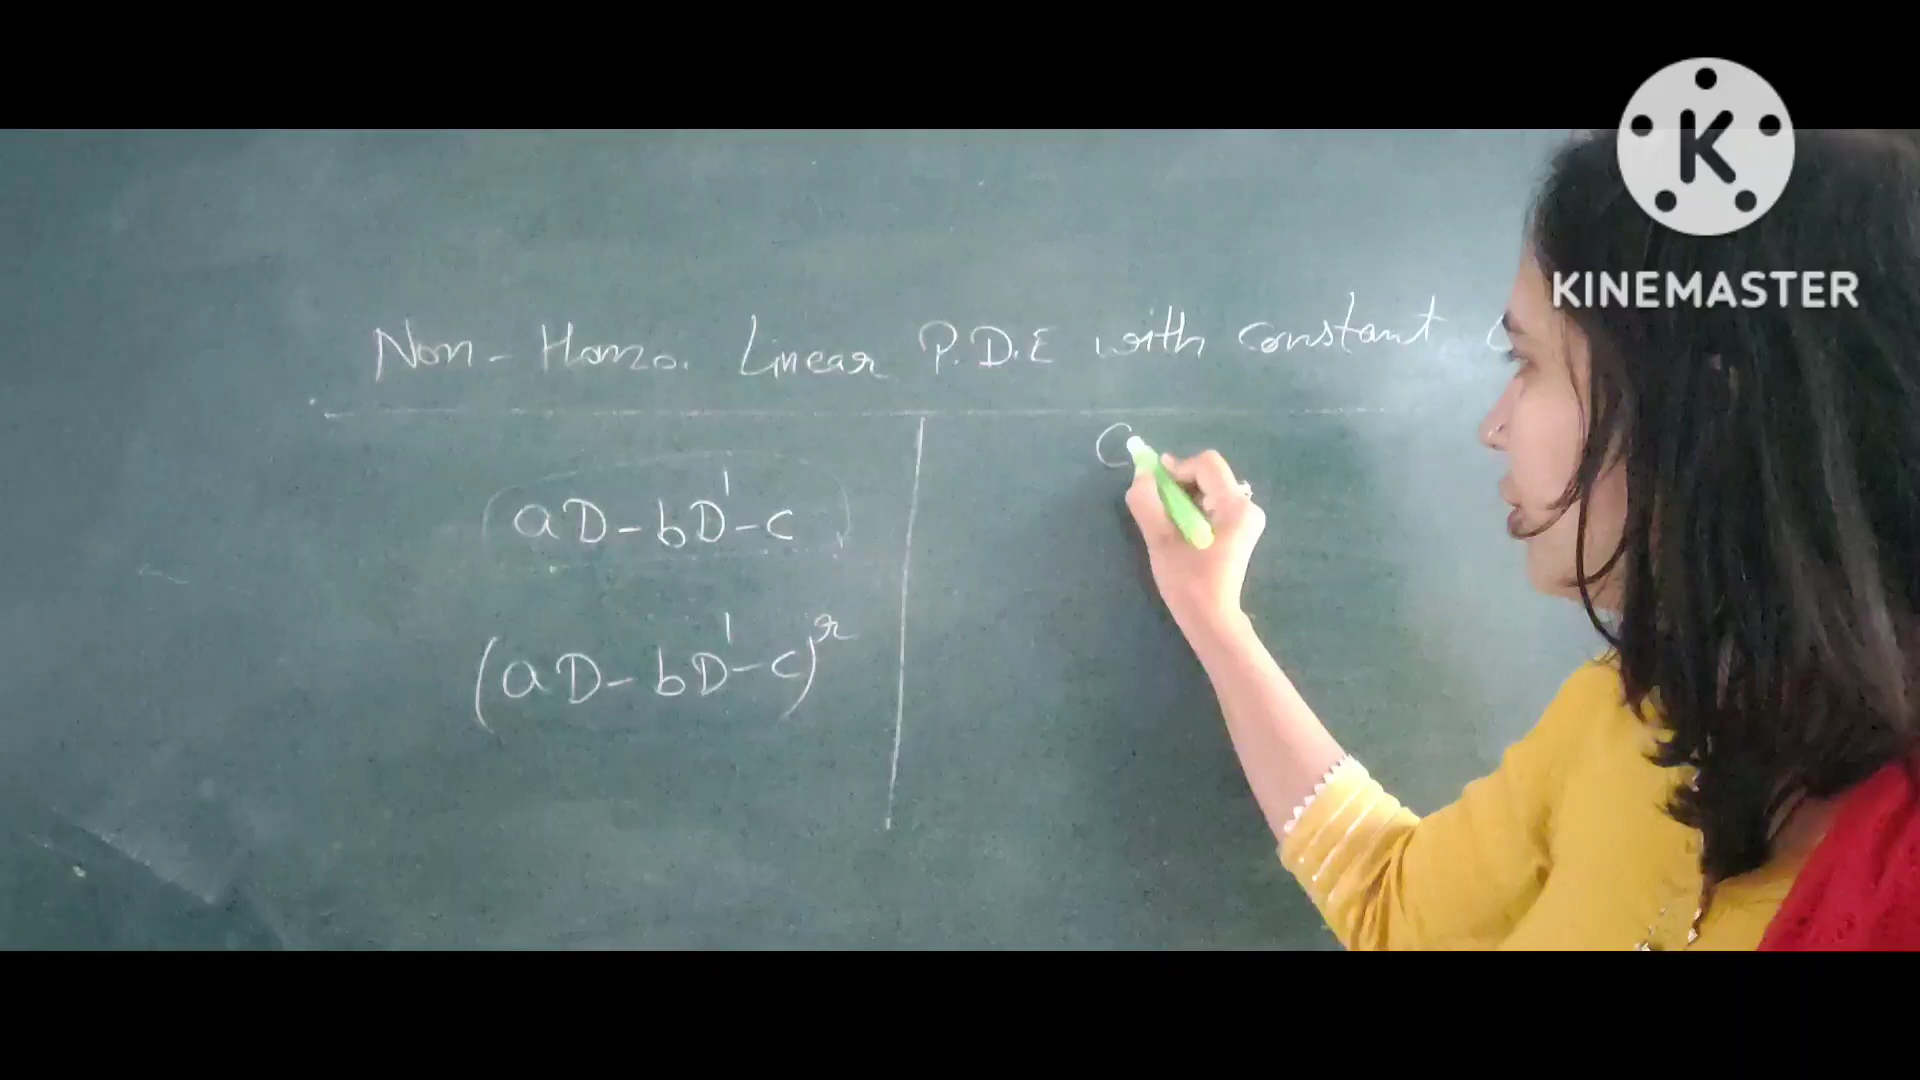 K
KINEMASTER
Non-Homo. Linear P.D.E with constant C
aD-bD'-c
(aD-bD'-c)^r
C